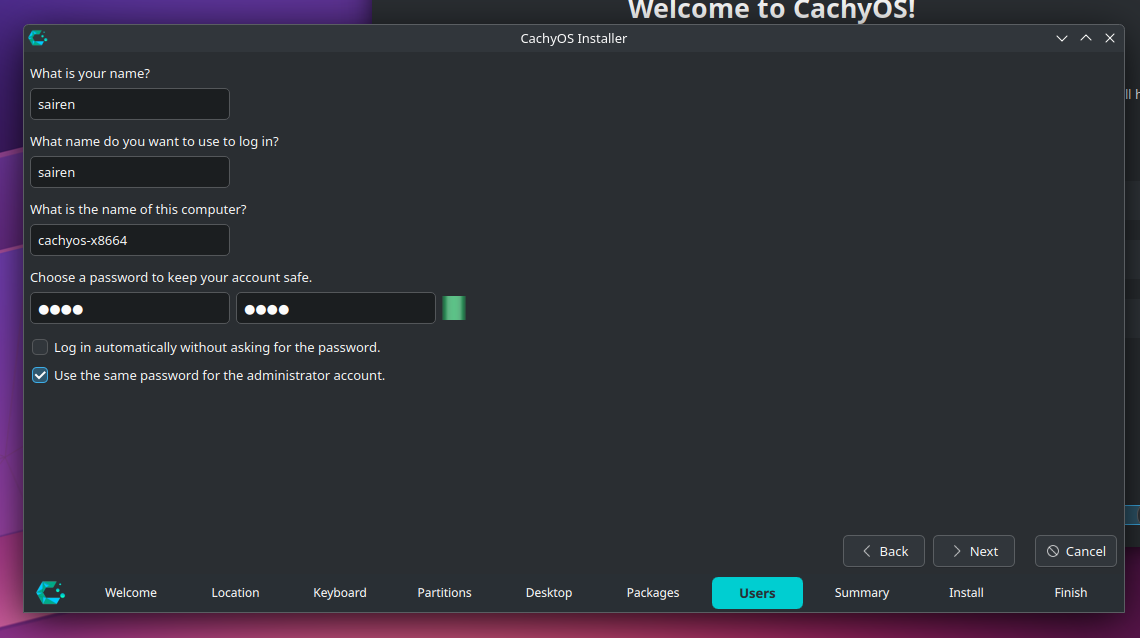 Welcome to CachyOS!
CachyOS Installer
What is your name?
sairen
What name do you want to use to log in?
sairen
What is the name of this computer?
cachyos-x8664
Choose a password to keep your account safe.
●●●● ●●●●
Log in automatically without asking for the password.
Use the same password for the administrator account.
Back Next Cancel
Welcome Location Keyboard Partitions Desktop Packages Users Summary Install Finish